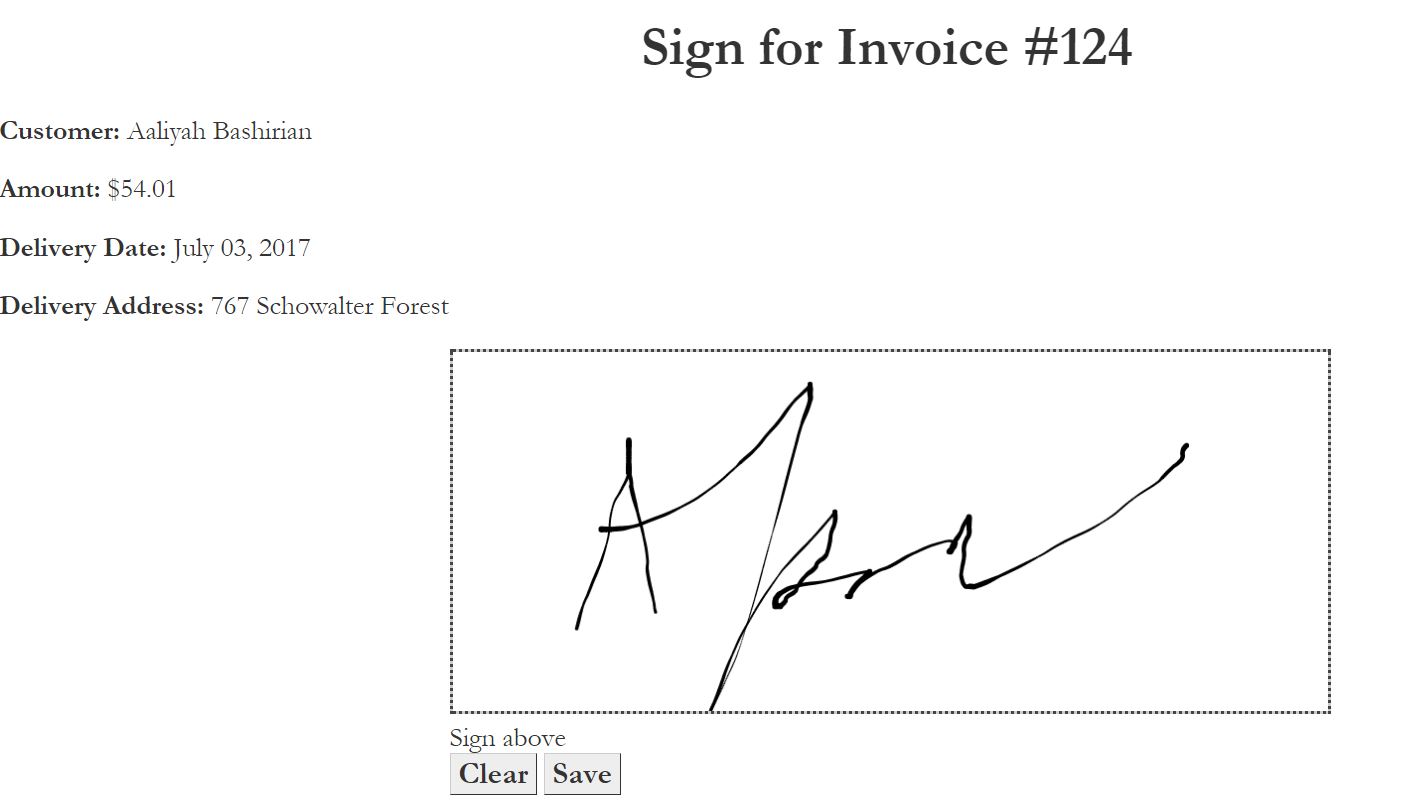 Sign for Invoice #124
Customer: Aaliyah Bashirian
Amount: $54.01
Delivery Date: July 03, 2017
Delivery Address: 767 Schowalter Forest
Sign above
Clear Save